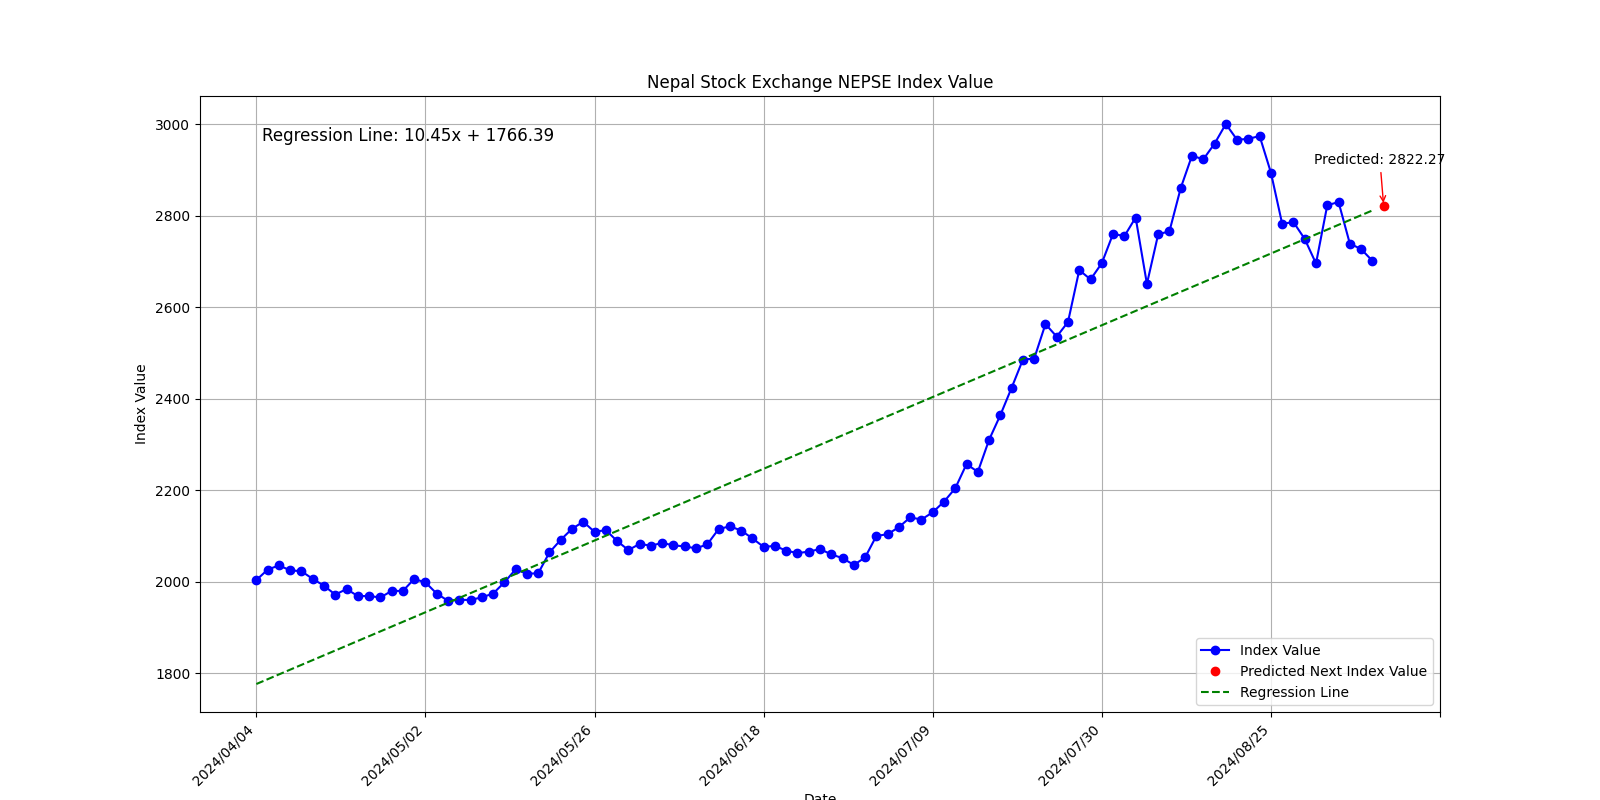 Nepal Stock Exchange NEPSE Index Value
Regression Line: 10.45x + 1766.39
Predicted: 2822.27
Index Value
3000
2800
2600
2400
2200
2000
1800
Index Value
Predicted Next Index Value
Regression Line
2024/04/04
2024/05/02
2024/05/26
2024/06/18
2024/07/09
2024/07/30
2024/08/25
Date